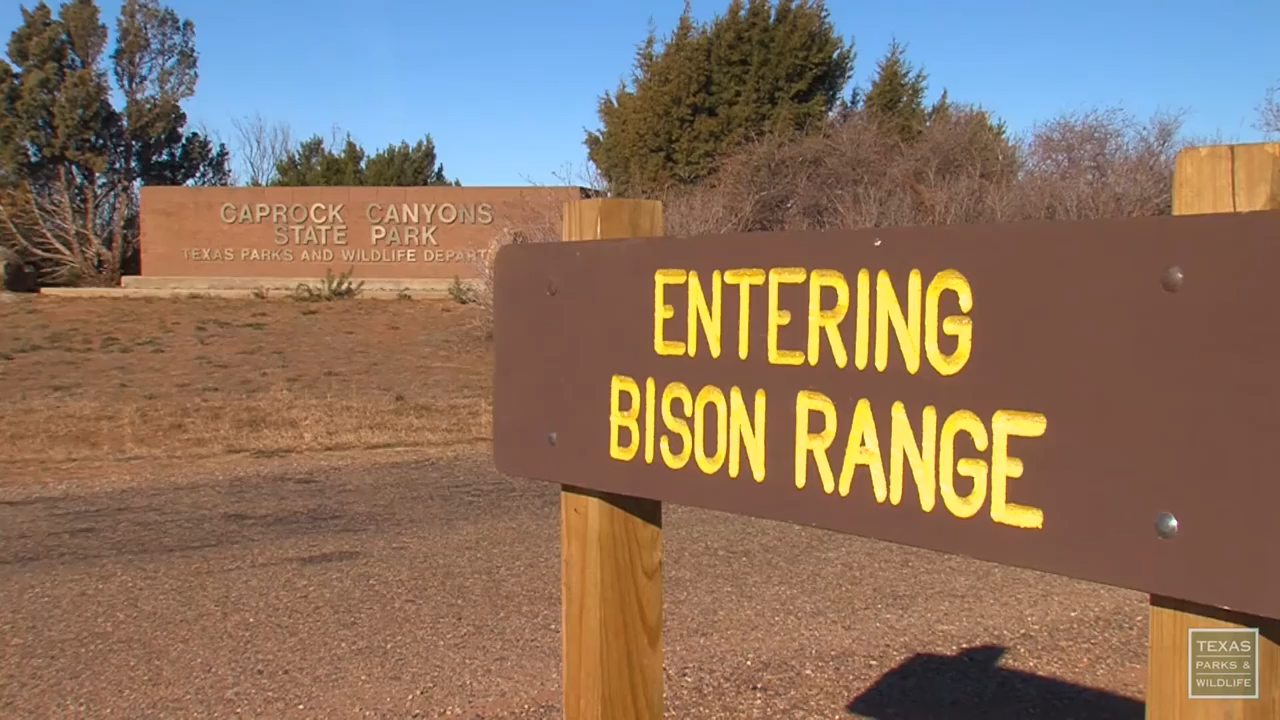 CAPROCK CANYONS
STATE PARK
TEXAS PARKS AND WILDLIFE DEPART
ENTERING
BISON RANGE
TEXAS
PARKS &
WILDLIFE